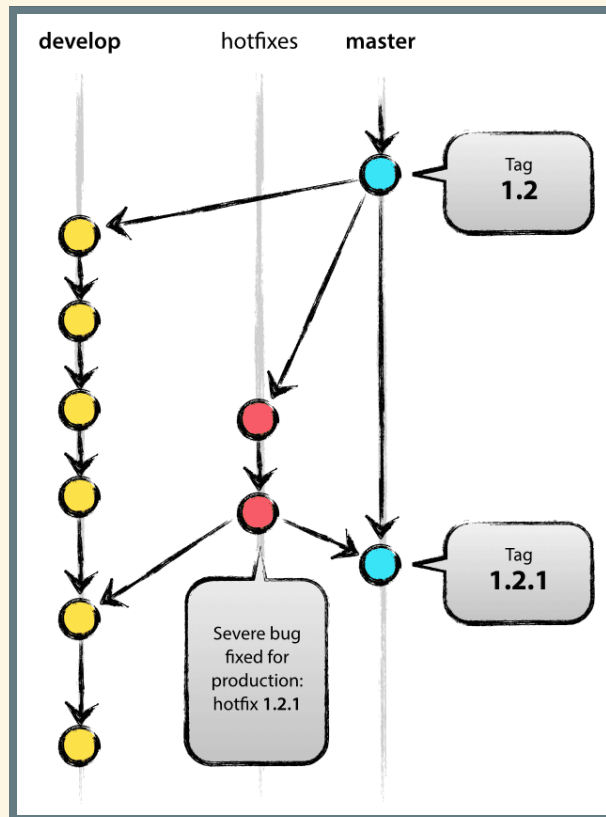 develop
hotfixes
master
Tag
1.2
Tag
1.2.1
Severe bug
fixed for
production:
hotfix 1.2.1